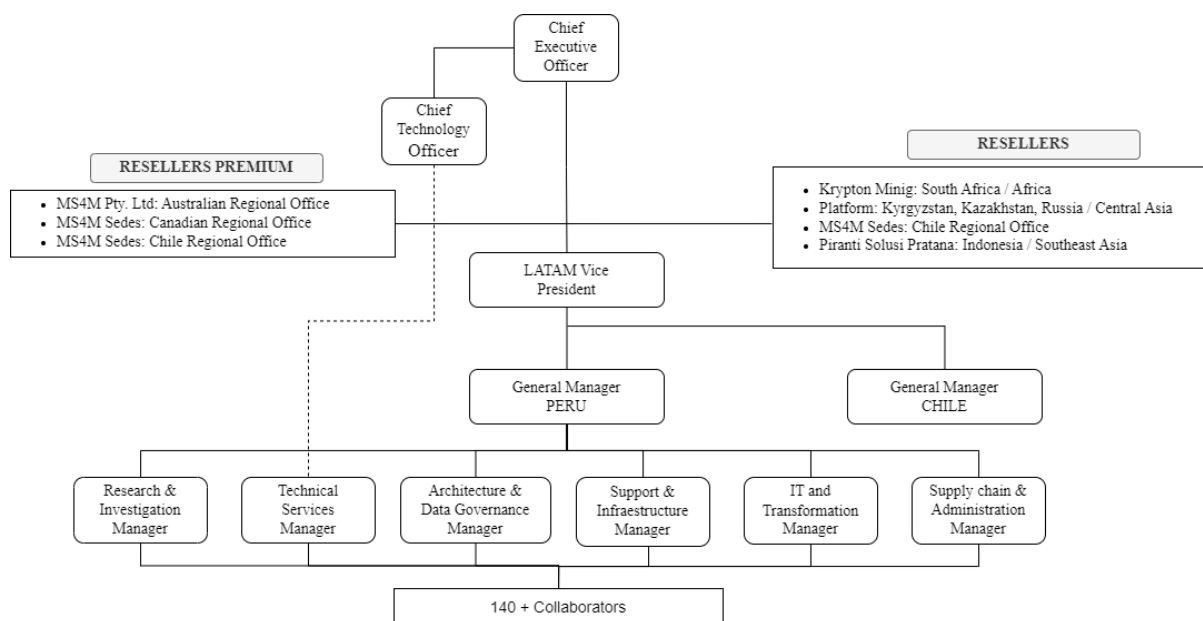 Chief
Executive
Officer
Chief
Technology
Officer
RESELLERS PREMIUM
MS4M Pty. Ltd: Australian Regional Office
MS4M Sedes: Canadian Regional Office
MS4M Sedes: Chile Regional Office
RESELLERS
Krypton Minig: South Africa / Africa
Platform: Kyrgyzstan, Kazakhstan, Russia / Central Asia
MS4M Sedes: Chile Regional Office
Piranti Solusi Pratana: Indonesia / Southeast Asia
LATAM Vice
President
General Manager
PERU
General Manager
CHILE
Research &
Investigation
Manager
Technical
Services
Manager
Architecture &
Data Governance
Manager
Support &
Infraestructure
Manager
IT and
Transformation
Manager
Supply chain &
Administration
Manager
140 + Collaborators